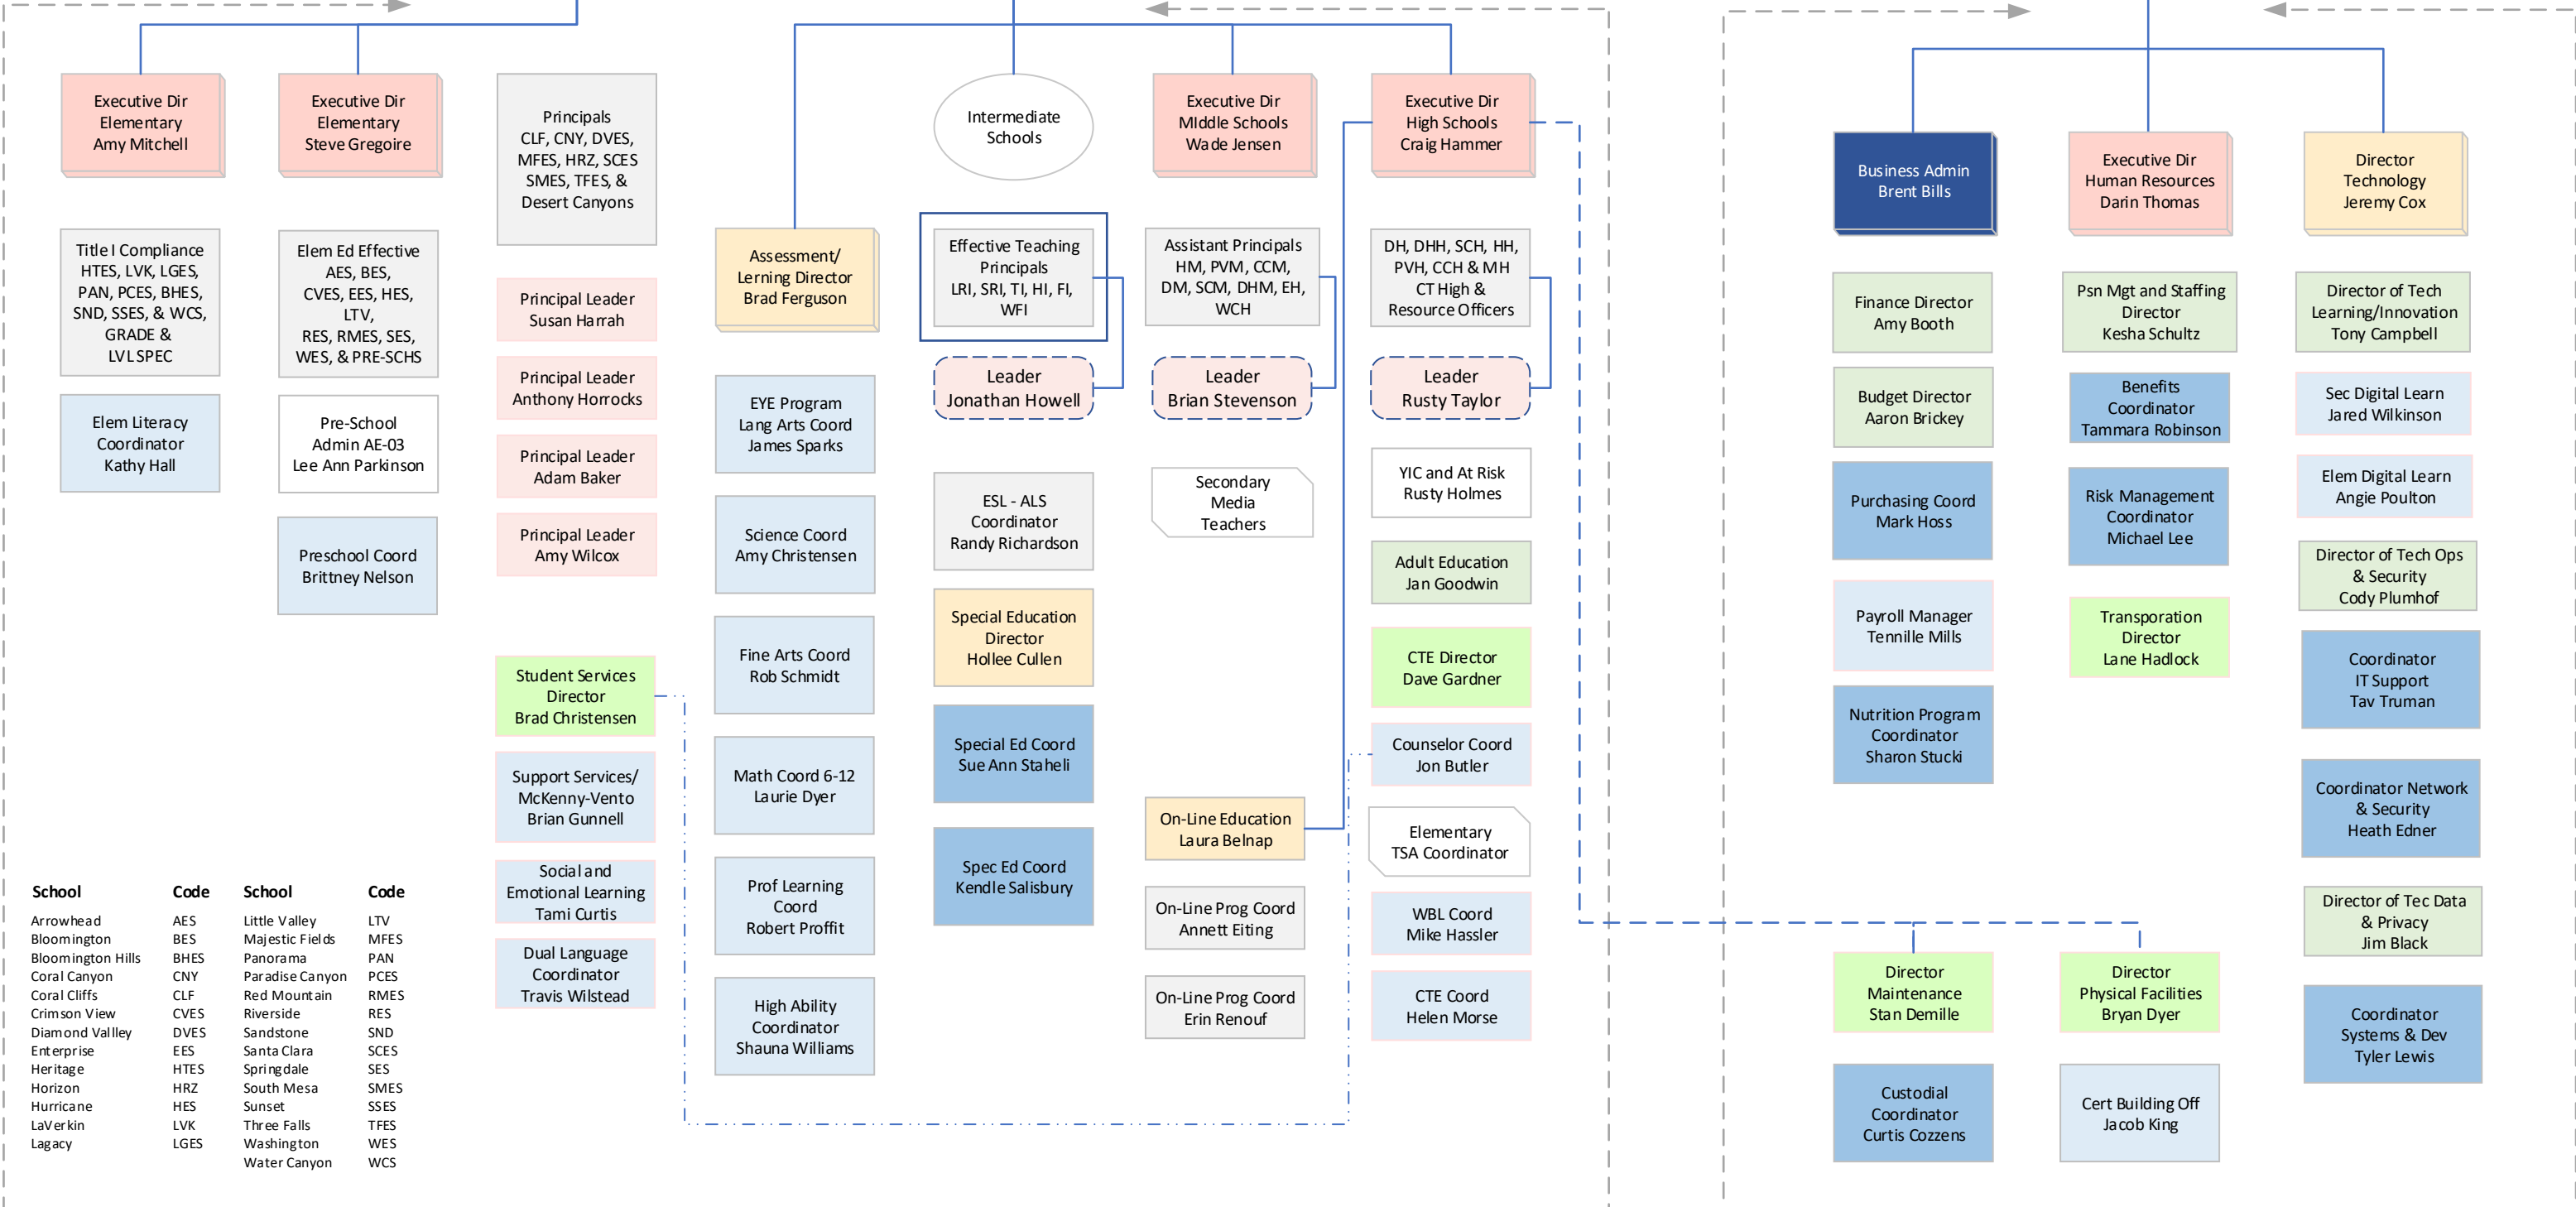 Executive Dir
Elementary
Amy Mitchell
Executive Dir
Elementary
Steve Gregoire
Principals
CLF, CNY, DVES,
MFES, HRZ, SCES
SMES, TFES, &
Desert Canyons
Intermediate
Schools
Executive Dir
MIddle Schools
Wade Jensen
Executive Dir
High Schools
Craig Hammer
Business Admin
Brent Bills
Executive Dir
Human Resources
Darin Thomas
Director
Technology
Jeremy Cox
Title I Compliance
HTES, LVK, LGES,
PAN, PCES, BHES,
SND, SSES, & WCS,
GRADE &
LVL SPEC
Elem Literacy
Coordinator
Kathy Hall
Elem Ed Effective
AES, BES,
CVES, EES, HES,
LTV,
RES, RMES, SES,
WES, & PRE-SCHS
Pre-School
Admin AE-03
Lee Ann Parkinson
Preschool Coord
Brittney Nelson
Principal Leader
Susan Harrah
Principal Leader
Anthony Horrocks
Principal Leader
Adam Baker
Principal Leader
Amy Wilcox
Student Services
Director
Brad Christensen
Support Services/
McKenny-Vento
Brian Gunnell
Social and
Emotional Learning
Tami Curtis
Dual Language
Coordinator
Travis Wilstead
Assessment/
Lerning Director
Brad Ferguson
EYE Program
Lang Arts Coord
James Sparks
Science Coord
Amy Christensen
Fine Arts Coord
Rob Schmidt
Math Coord 6-12
Laurie Dyer
Prof Learning
Coord
Robert Proffit
High Ability
Coordinator
Shauna Williams
Effective Teaching
Principals
LRI, SRI, TI, HI, FI,
WFI
Leader
Jonathan Howell
ESL - ALS
Coordinator
Randy Richardson
Special Education
Director
Hollee Cullen
Special Ed Coord
Sue Ann Staheli
Spec Ed Coord
Kendle Salisbury
Assistant Principals
HM, PVM, CCM,
DM, SCM, DHM, EH,
WCH
Leader
Brian Stevenson
Secondary
Media
Teachers
On-Line Education
Laura Belnap
On-Line Prog Coord
Annett Eiting
On-Line Prog Coord
Erin Renouf
DH, DHH, SCH, HH,
PVH, CCH & MH
CT High &
Resource Officers
Leader
Rusty Taylor
YIC and At Risk
Rusty Holmes
Adult Education
Jan Goodwin
CTE Director
Dave Gardner
Counselor Coord
Jon Butler
Elementary
TSA Coordinator
WBL Coord
Mike Hassler
CTE Coord
Helen Morse
Finance Director
Amy Booth
Budget Director
Aaron Brickey
Purchasing Coord
Mark Hoss
Payroll Manager
Tennille Mills
Nutrition Program
Coordinator
Sharon Stucki
Director
Maintenance
Stan Demille
Custodial
Coordinator
Curtis Cozzens
Psn Mgt and Staffing
Director
Kesha Schultz
Benefits
Coordinator
Tammara Robinson
Risk Management
Coordinator
Michael Lee
Transporation
Director
Lane Hadlock
Director
Physical Facilities
Bryan Dyer
Cert Building Off
Jacob King
Director of Tech
Learning/Innovation
Tony Campbell
Sec Digital Learn
Jared Wilkinson
Elem Digital Learn
Angie Poulton
Director of Tech Ops
& Security
Cody Plumhof
Coordinator
IT Support
Tav Truman
Coordinator Network
& Security
Heath Edner
Director of Tec Data
& Privacy
Jim Black
Coordinator
Systems & Dev
Tyler Lewis
School Code School Code
Arrowhead AES Little Valley LTV
Bloomington BES Majestic Fields MFES
Bloomington Hills BHES Panorama PAN
Coral Canyon CNY Paradise Canyon PCES
Coral Cliffs CLF Red Mountain RMES
Crimson View CVES Riverside RES
Diamond Vallley DVES Sandstone SND
Enterprise EES Santa Clara SCES
Heritage HTES Springdale SES
Horizon HRZ South Mesa SMES
Hurricane HES Sunset SSES
LaVerkin LVK Three Falls TFES
Lagacy LGES Washington WES
Water Canyon WCS